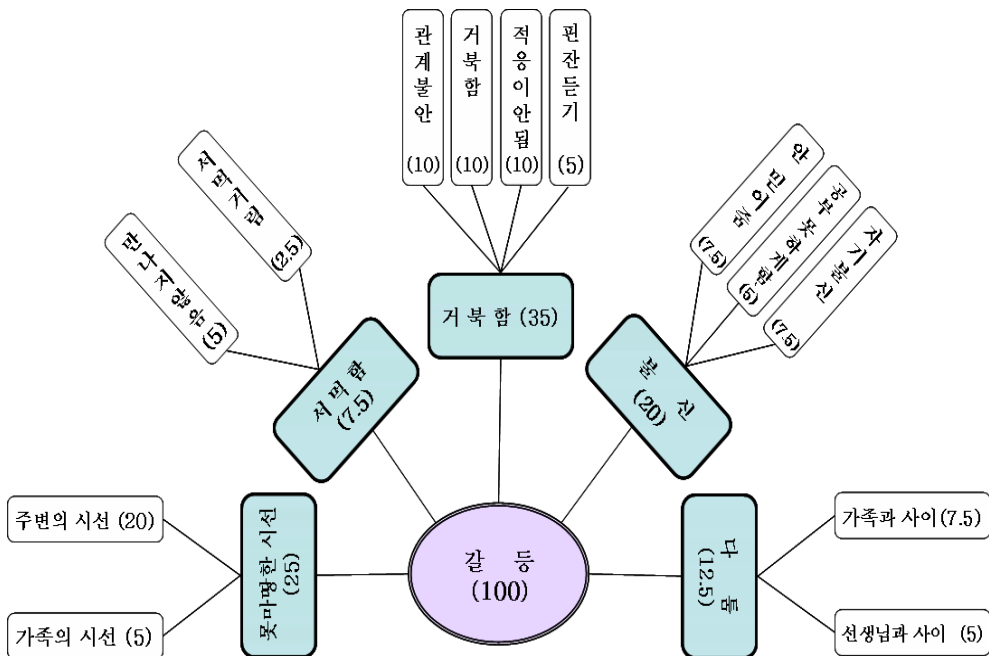 관계불안
(10)
거북함
(10)
적응이안됨
(10)
핀잔듣기
(5)
서먹거림
(2.5)
만나지않음
(5)
안믿어줌
(7.5)
공부못하게함
(5)
자기불신
(7.5)
거북함 (35)
서먹함
(7.5)
불신
(20)
주변의 시선 (20)
가족의 시선 (5)
못마땅한 시선
(25)
갈 등
(100)
다 툼
(12.5)
가족과 사이(7.5)
선생님과 사이 (5)